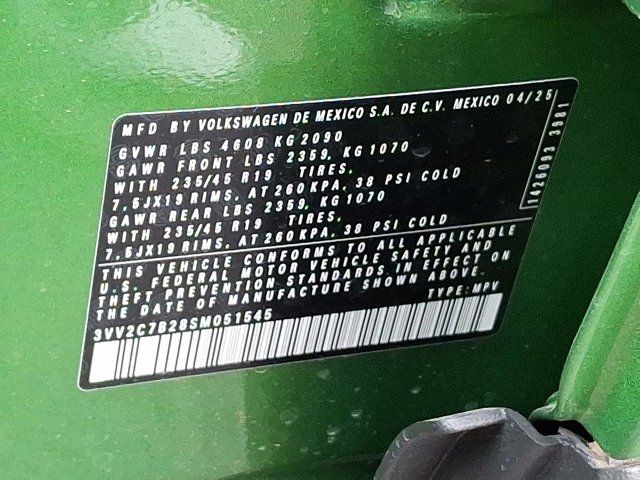 MFD BY VOLKSWAGEN DE MEXICO S.A. DE C.V. MEXICO 04/25
GVWR LBS 4608 KG 2090
GAWR FRONT LBS 2359, KG 1070
WITH 235/45 R19 TIRES,
7,5JX19 RIMS, AT 260 KPA, 38 PSI COLD
GAWR REAR LBS 2359, KG 1070
WITH 235/45 R19 TIRES,
7,5JX19 RIMS, AT 260 KPA, 38 PSI COLD
1426093 3981
THIS VEHICLE CONFORMS TO ALL APPLICABLE
U.S. FEDERAL MOTOR VEHICLE SAFETY AND
THEFT PREVENTION STANDARDS IN EFFECT ON
THE DATE OF MANUFACTURE SHOWN ABOVE.
3VV2C7B28SM051545 TYPE: MPV